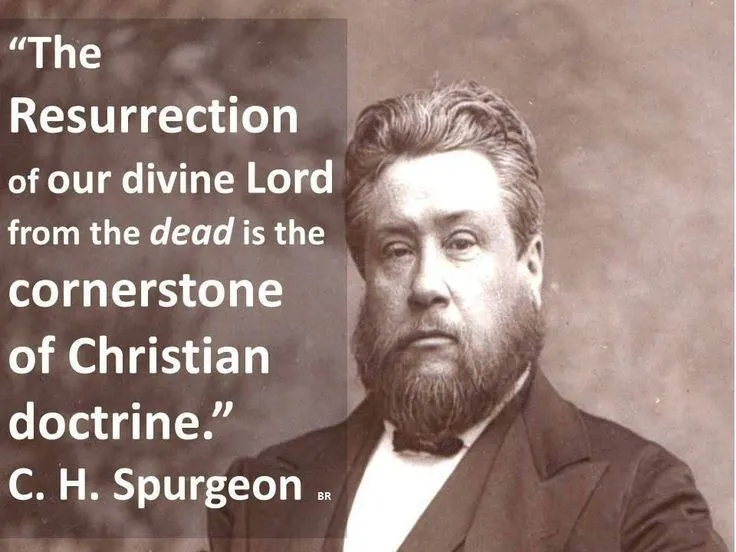 “The
Resurrection
of our divine Lord
from the dead is the
cornerstone
of Christian
doctrine.”
C. H. Spurgeon BR